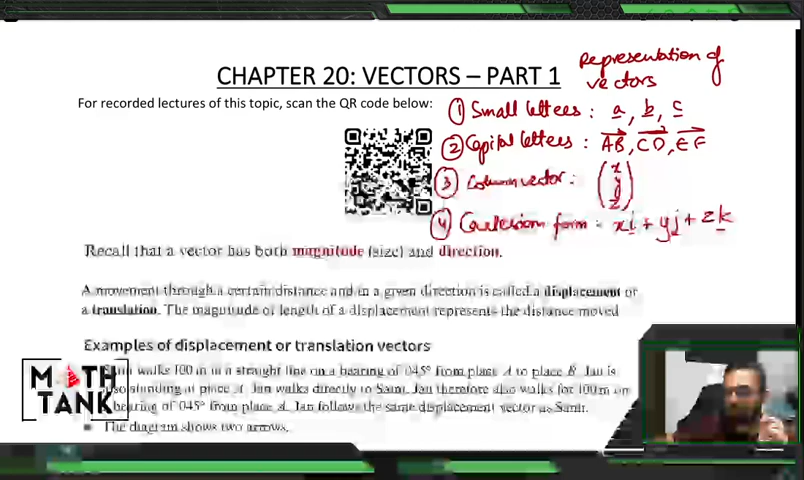 CHAPTER 20: VECTORS – PART 1
For recorded lectures of this topic, scan the QR code below:
Representation of
vectors
① Small letters : a, b, c
② Capital letters : AB, CD, EF
③ Column vector : (x y z)
④ Cartesian form : xi + yj + zk
Recall that a vector has both magnitude (size) and direction.
A movement through a certain distance and in a given direction is called a displacement or
a translation. The magnitude or length of a displacement represents the distance moved
Examples of displacement or translation vectors
walks 100 m in a straight line on a bearing of 045° from place A to place B. Jan is
also standing at place A. Jan walks directly to Sami. Jan therefore also walks for 100 m on
bearing of 045° from place A. Jan follows the same displacement vector as Sami.
The diagram shows two arrows.
MATH
TANK